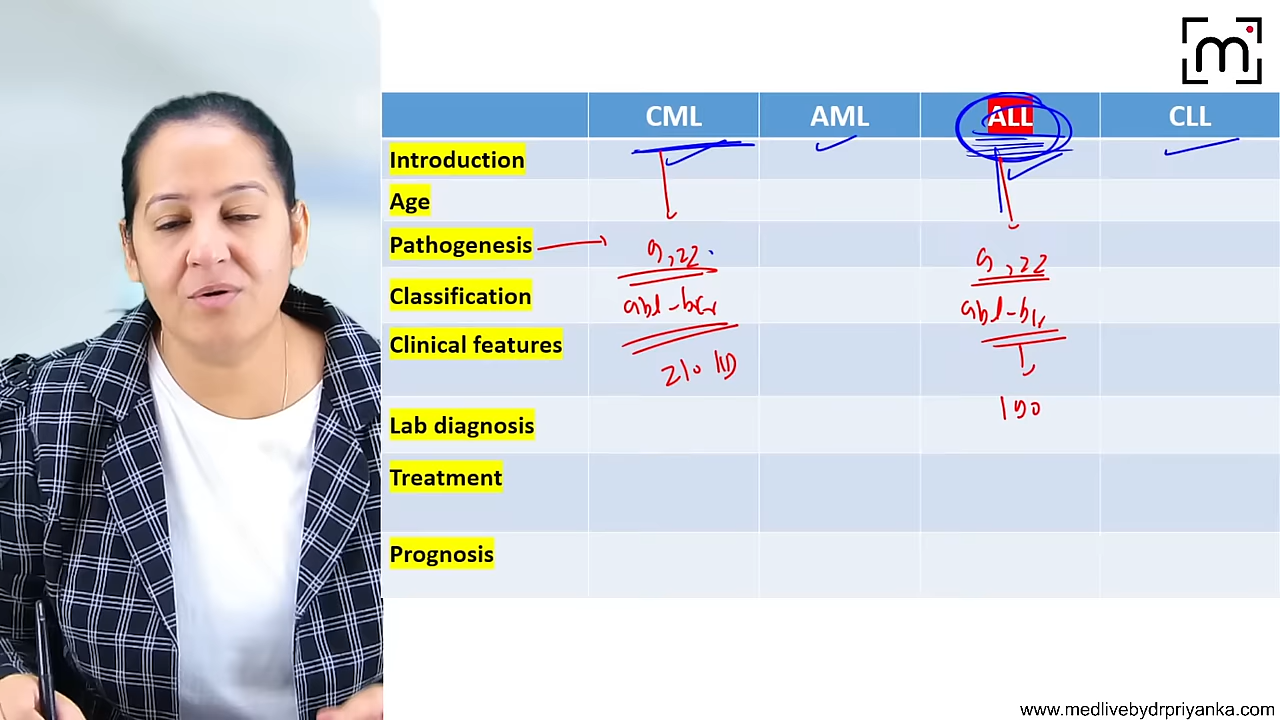 m
CML AML ALL CLL
Introduction
Age
Pathogenesis 9,22 9,22
Classification abl-bcr abl-bcr
Clinical features 210 KD
190
Lab diagnosis
Treatment
Prognosis
www.medlivebydrpriyanka.com